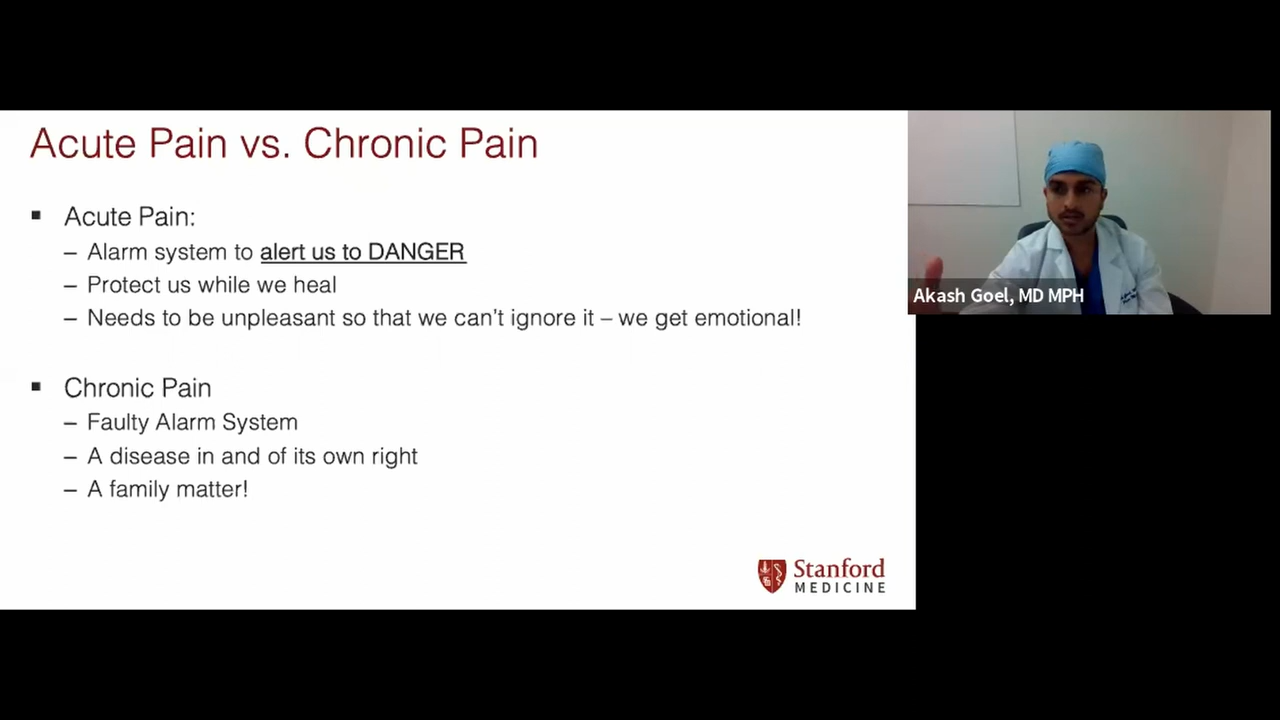 Acute Pain vs. Chronic Pain
▪ Acute Pain:
– Alarm system to alert us to DANGER
– Protect us while we heal
– Needs to be unpleasant so that we can't ignore it – we get emotional!
▪ Chronic Pain
– Faulty Alarm System
– A disease in and of its own right
– A family matter!
Stanford
MEDICINE
Akash Goel, MD MPH